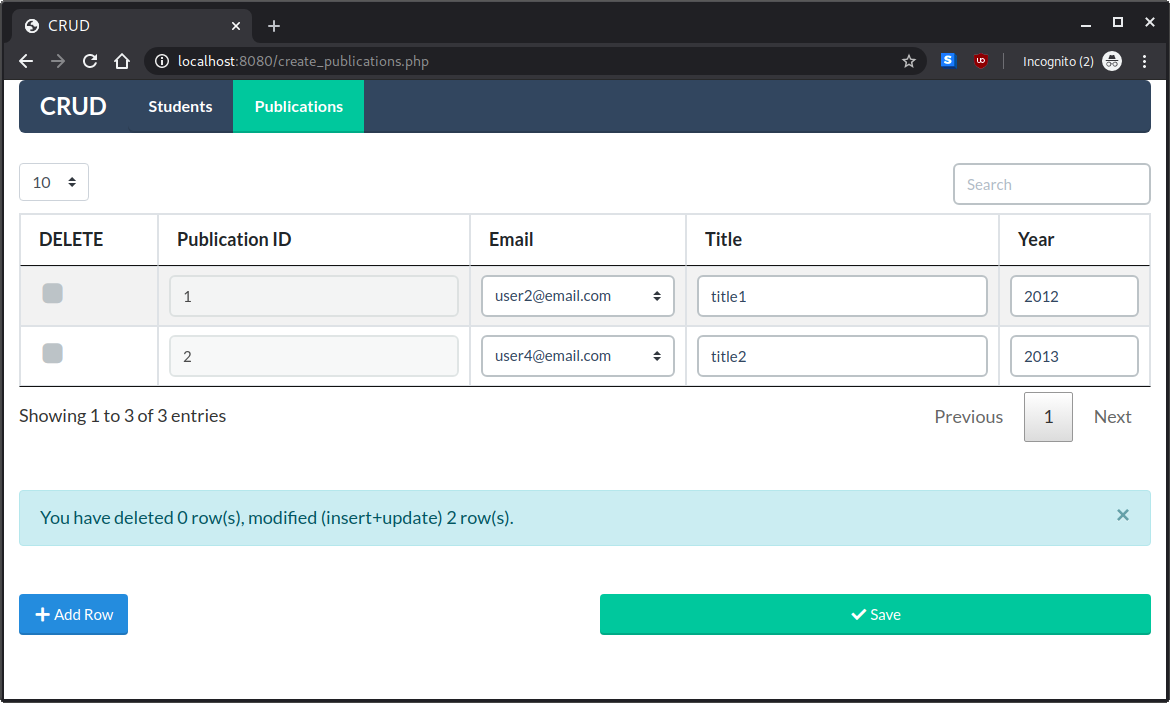 CRUD
localhost:8080/create_publications.php
S
UD
Incognito (2)
CRUD Students Publications
10
Search
DELETE Publication ID Email Title Year
1 user2@email.com title1 2012
2 user4@email.com title2 2013
Showing 1 to 3 of 3 entries
Previous 1 Next
You have deleted 0 row(s), modified (insert+update) 2 row(s).
Add Row
Save